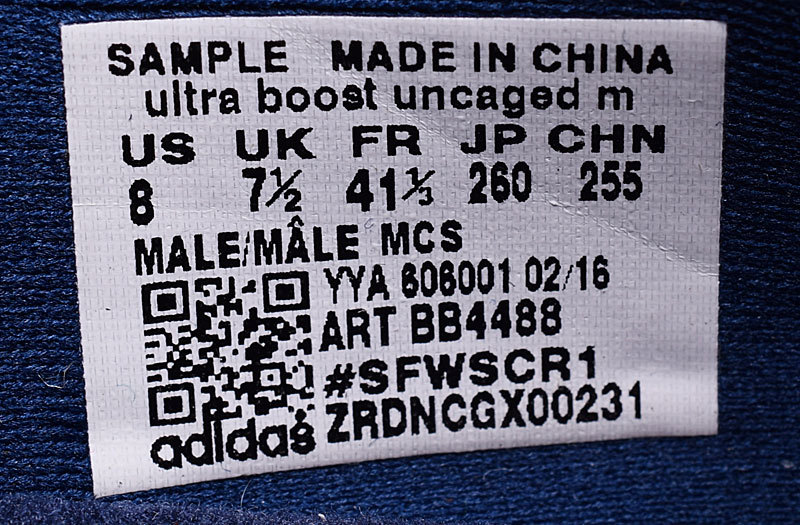 SAMPLE MADE IN CHINA
ultra boost uncaged m
US UK FR JP CHN
8 7½ 41⅓ 260 255
MALE/MÂLE MCS
YYA 606001 02/16
ART BB4488
#SFWSCR1
ZRDNCGX00231
adidas